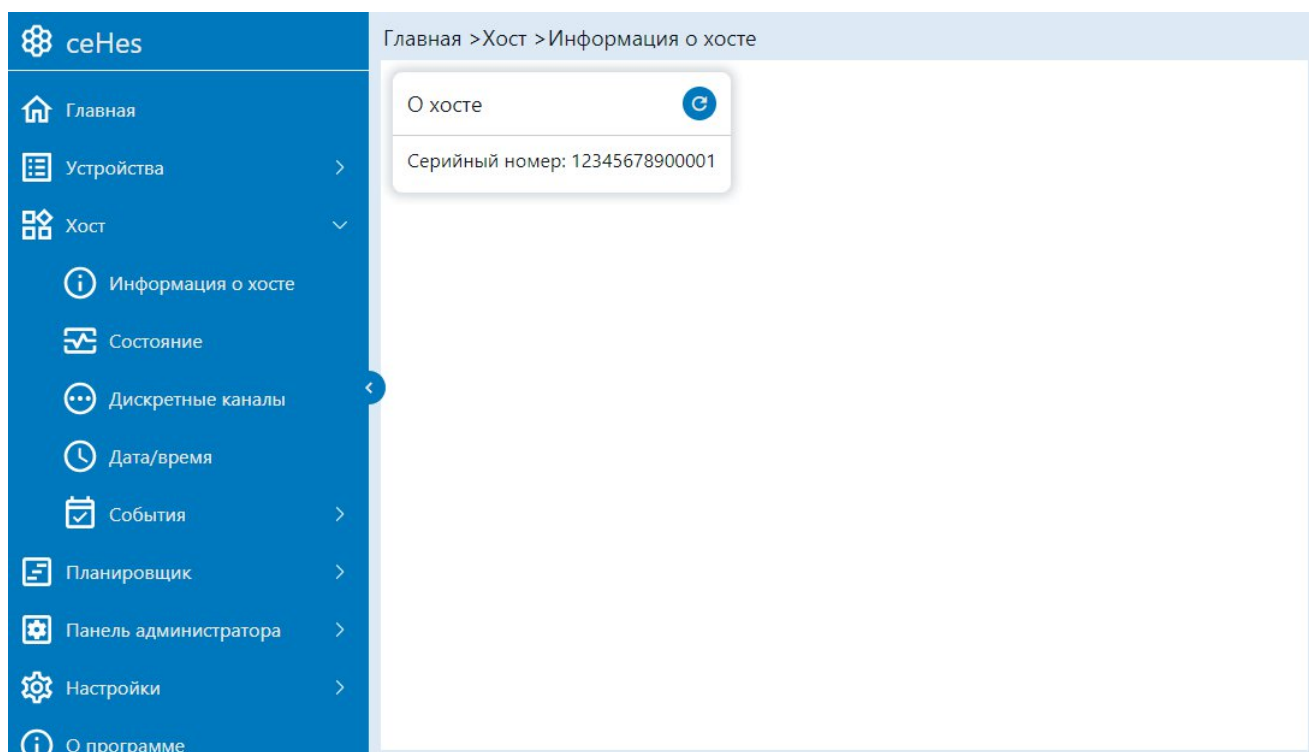 ceHes
Главная
Устройства
Хост
Информация о хосте
Состояние
Дискретные каналы
Дата/время
События
Планировщик
Панель администратора
Настройки
О программе
Главная >Хост >Информация о хосте
О хосте
Серийный номер: 12345678900001